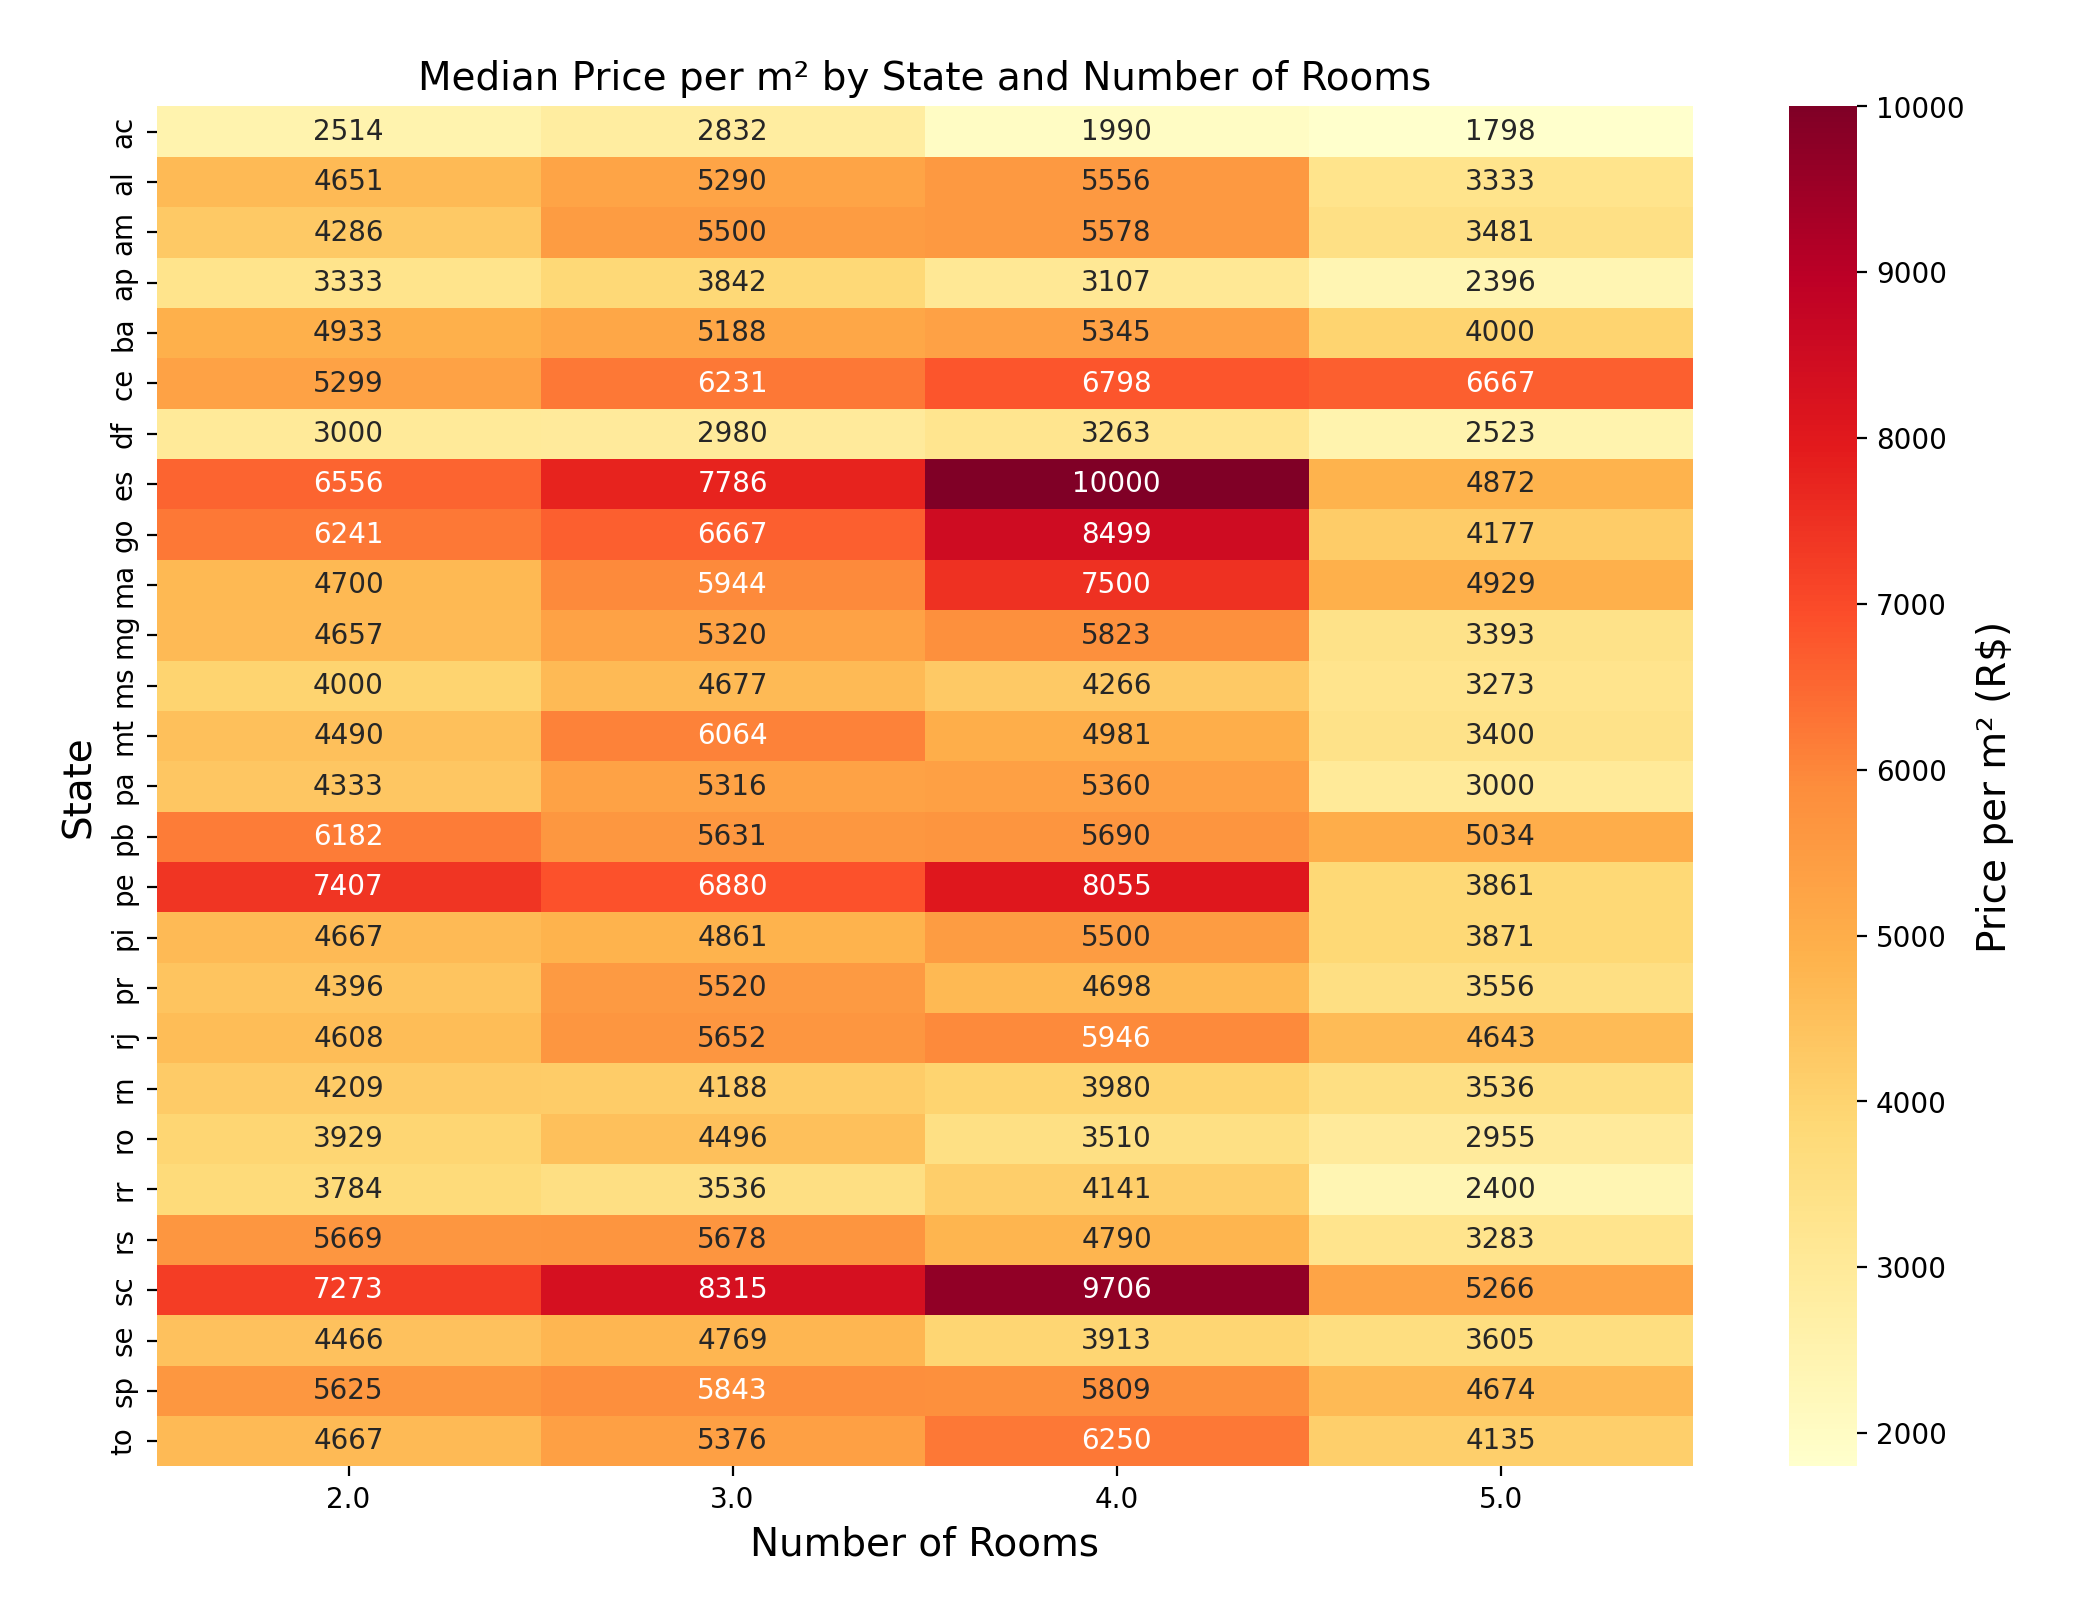 Median Price per m² by State and Number of Rooms
ac 2514 2832 1990 1798
al 4651 5290 5556 3333
am 4286 5500 5578 3481
ap 3333 3842 3107 2396
ba 4933 5188 5345 4000
ce 5299 6231 6798 6667
df 3000 2980 3263 2523
es 6556 7786 10000 4872
go 6241 6667 8499 4177
ma 4700 5944 7500 4929
mg 4657 5320 5823 3393
ms 4000 4677 4266 3273
mt 4490 6064 4981 3400
pa 4333 5316 5360 3000
pb 6182 5631 5690 5034
pe 7407 6880 8055 3861
pi 4667 4861 5500 3871
pr 4396 5520 4698 3556
rj 4608 5652 5946 4643
rn 4209 4188 3980 3536
ro 3929 4496 3510 2955
rr 3784 3536 4141 2400
rs 5669 5678 4790 3283
sc 7273 8315 9706 5266
se 4466 4769 3913 3605
sp 5625 5843 5809 4674
to 4667 5376 6250 4135
2.0 3.0 4.0 5.0
Number of Rooms
State
10000
9000
8000
7000
6000
5000
4000
3000
2000
Price per m² (R$)